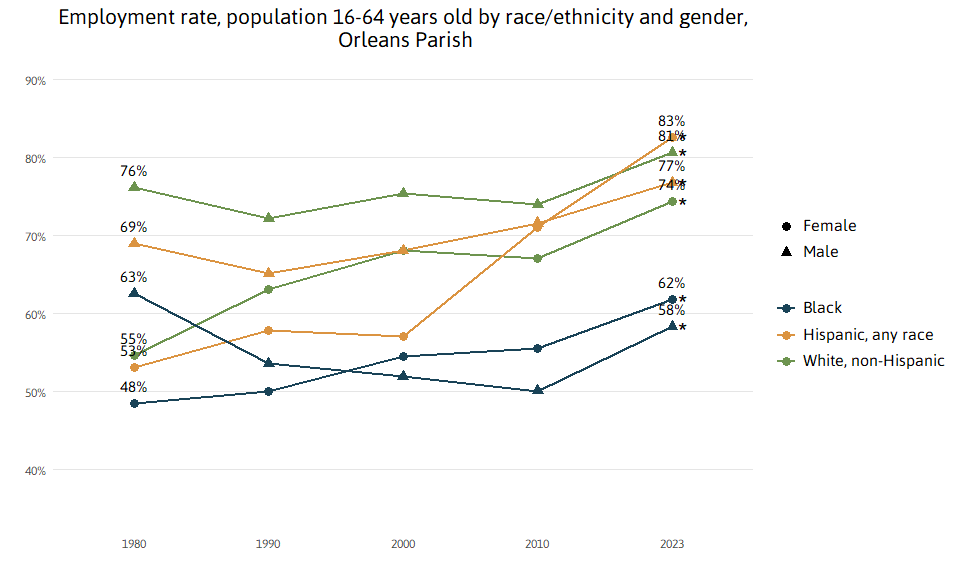 Employment rate, population 16-64 years old by race/ethnicity and gender,
Orleans Parish
90%
80%
70%
60%
50%
40%
76%
69%
63%
55%
53%
48%
83%
81%*
*
77%
*
74%
*
62%
*
58%
*
1980 1990 2000 2010 2023
Female
Male
Black
Hispanic, any race
White, non-Hispanic